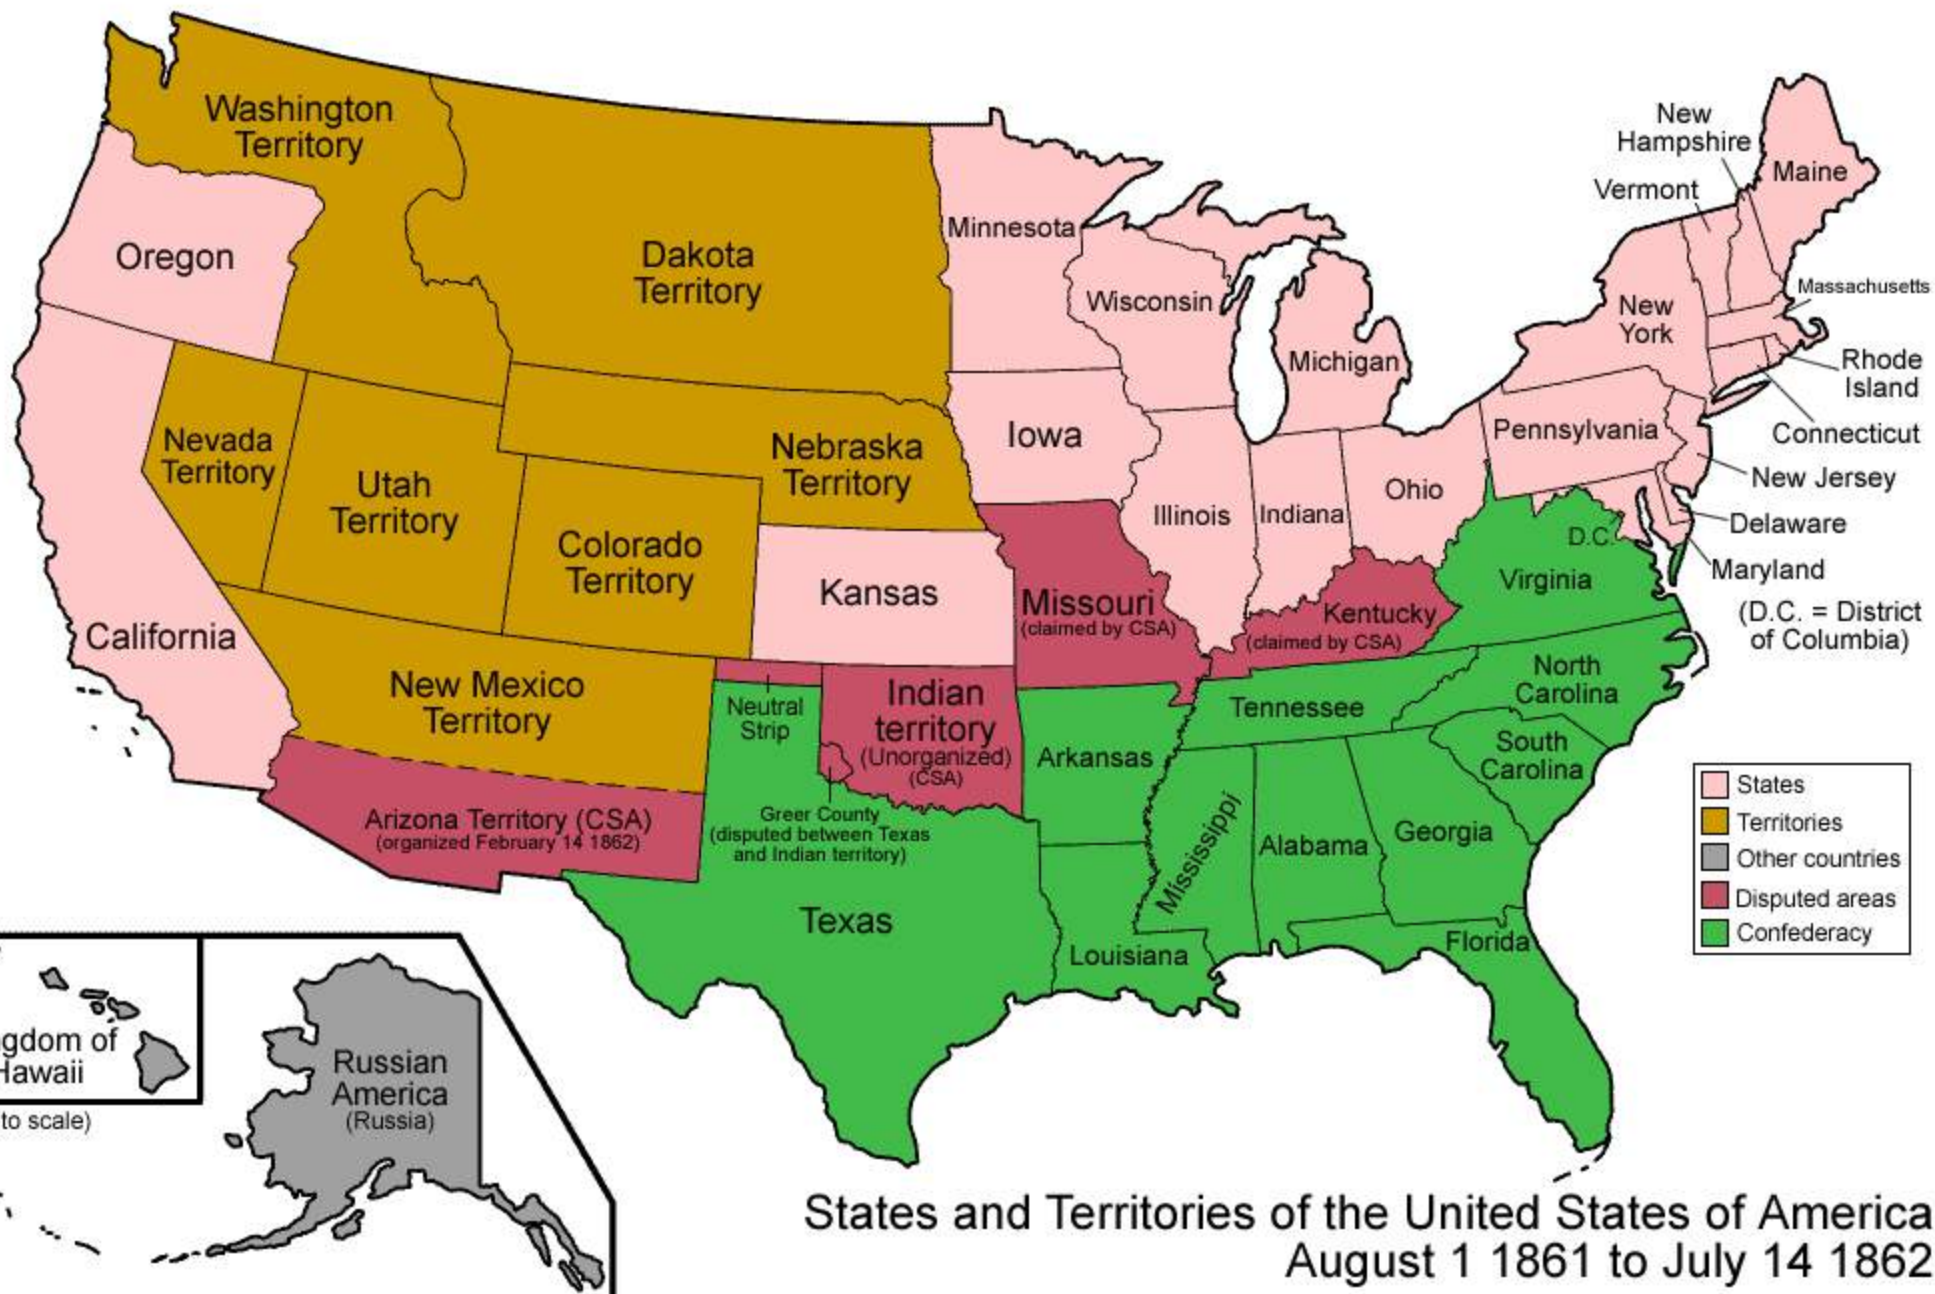 Washington
Territory
Oregon
Dakota
Territory
Minnesota
Wisconsin
Michigan
New
Hampshire
Vermont
Maine
Massachusetts
New
York
Rhode
Island
Connecticut
Pennsylvania
New Jersey
Delaware
Maryland
(D.C. = District
of Columbia)
D.C.
Nevada
Territory
Utah
Territory
Nebraska
Territory
Iowa
Illinois
Indiana
Ohio
Colorado
Territory
Kansas
Missouri
(claimed by CSA)
Kentucky
(claimed by CSA)
Virginia
California
New Mexico
Territory
Neutral
Strip
Indian
territory
(Unorganized)
(CSA)
Arkansas
Tennessee
North
Carolina
South
Carolina
Arizona Territory (CSA)
(organized February 14 1862)
Greer County
(disputed between Texas
and Indian territory)
Mississippi
Alabama
Georgia
Texas
Louisiana
Florida
States
Territories
Other countries
Disputed areas
Confederacy
gdom of
Hawaii
to scale)
Russian
America
(Russia)
States and Territories of the United States of America
August 1 1861 to July 14 1862